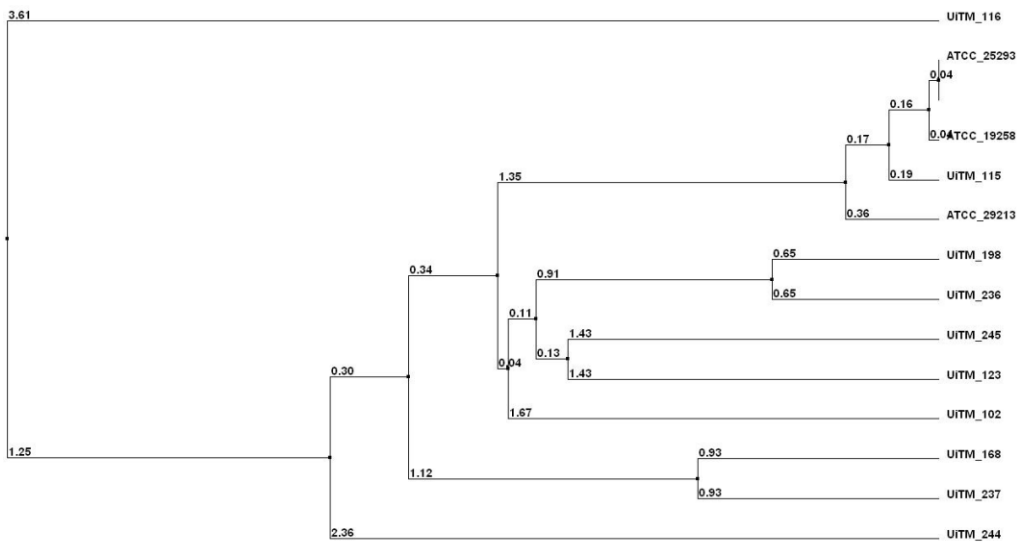 3.61 UiTM_116
ATCC_25293
0.04
0.16
0.04 ATCC_19258
0.17
0.19 UiTM_115
1.35
0.36 ATCC_29213
0.65 UiTM_198
0.34 0.91
0.65 UiTM_236
0.11
1.43 UiTM_245
0.13
0.04
0.30 1.43 UiTM_123
1.67 UiTM_102
1.25 0.93 UiTM_168
1.12
0.93 UiTM_237
2.36 UiTM_244